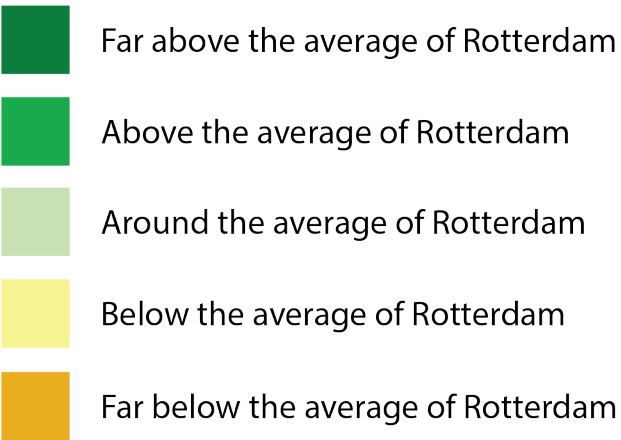 Far above the average of Rotterdam
Above the average of Rotterdam
Around the average of Rotterdam
Below the average of Rotterdam
Far below the average of Rotterdam